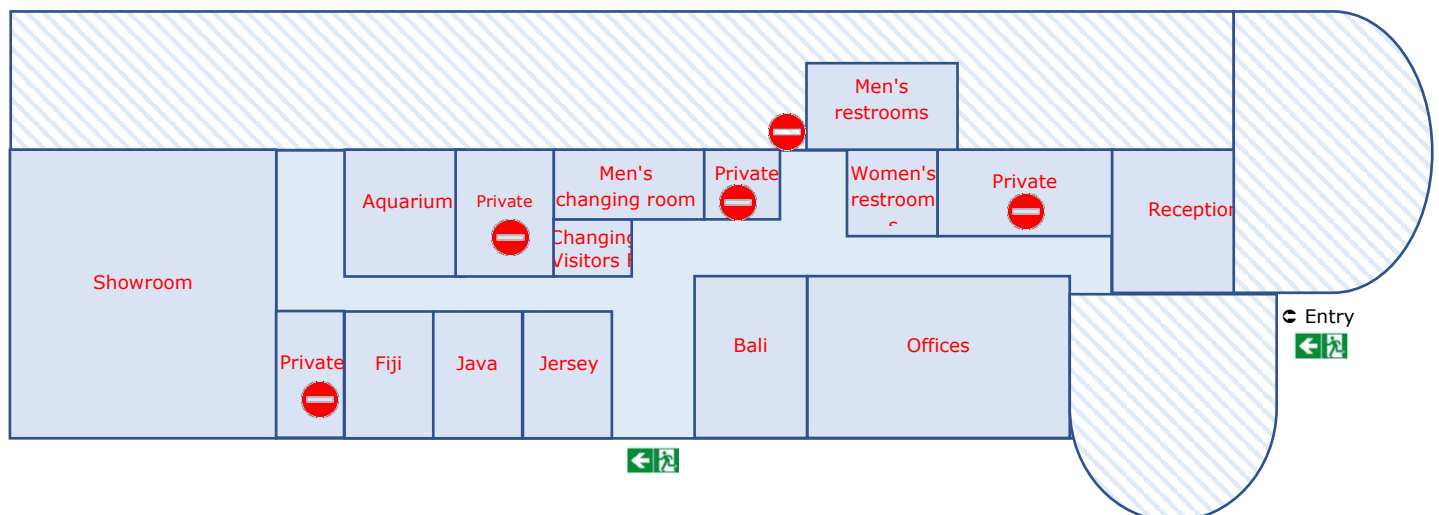 Men's
restrooms
Aquarium
Private
Men's
changing room
Private
Women's
restroom
s
Private
Reception
Changing
Visitors
Showroom
Private
Fiji
Java
Jersey
Bali
Offices
Entry